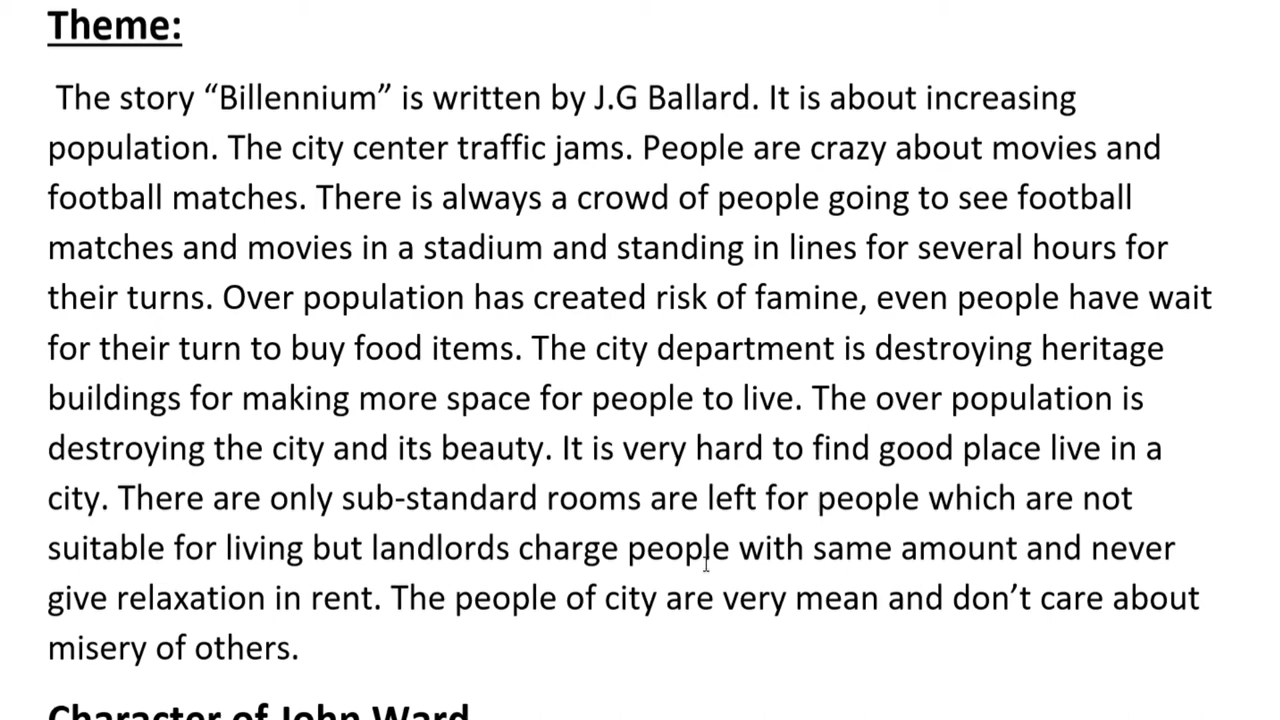 Theme:
The story “Billennium” is written by J.G Ballard. It is about increasing
population. The city center traffic jams. People are crazy about movies and
football matches. There is always a crowd of people going to see football
matches and movies in a stadium and standing in lines for several hours for
their turns. Over population has created risk of famine, even people have wait
for their turn to buy food items. The city department is destroying heritage
buildings for making more space for people to live. The over population is
destroying the city and its beauty. It is very hard to find good place live in a
city. There are only sub-standard rooms are left for people which are not
suitable for living but landlords charge people with same amount and never
give relaxation in rent. The people of city are very mean and don’t care about
misery of others.
Character of John Ward